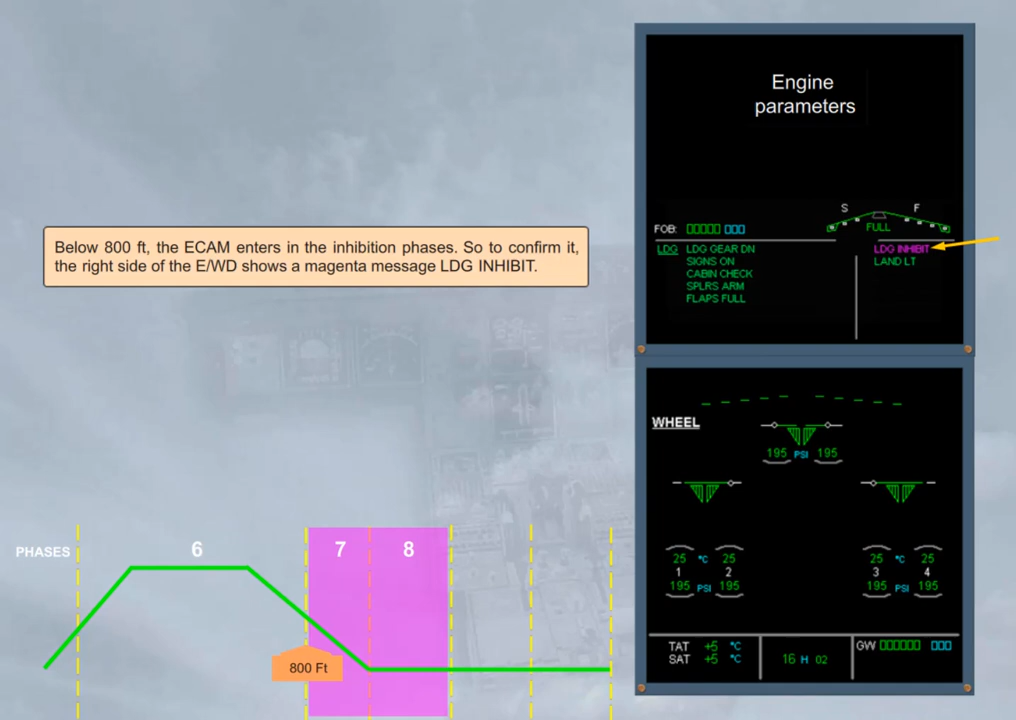 Engine
parameters
S F
FOB:
FULL
LDG LDG GEAR DN LDG INHIBIT
SIGNS ON LAND LT
CABIN CHECK
SPLRS ARM
FLAPS FULL
Below 800 ft, the ECAM enters in the inhibition phases. So to confirm it,
the right side of the E/WD shows a magenta message LDG INHIBIT.
WHEEL
195 PSI 195
25 °C 25 25 °C 25
1 2 3 4
195 PSI 195 195 PSI 195
TAT +5 °C GW
SAT +5 °C 16 H 02
PHASES 6 7 8
800 Ft